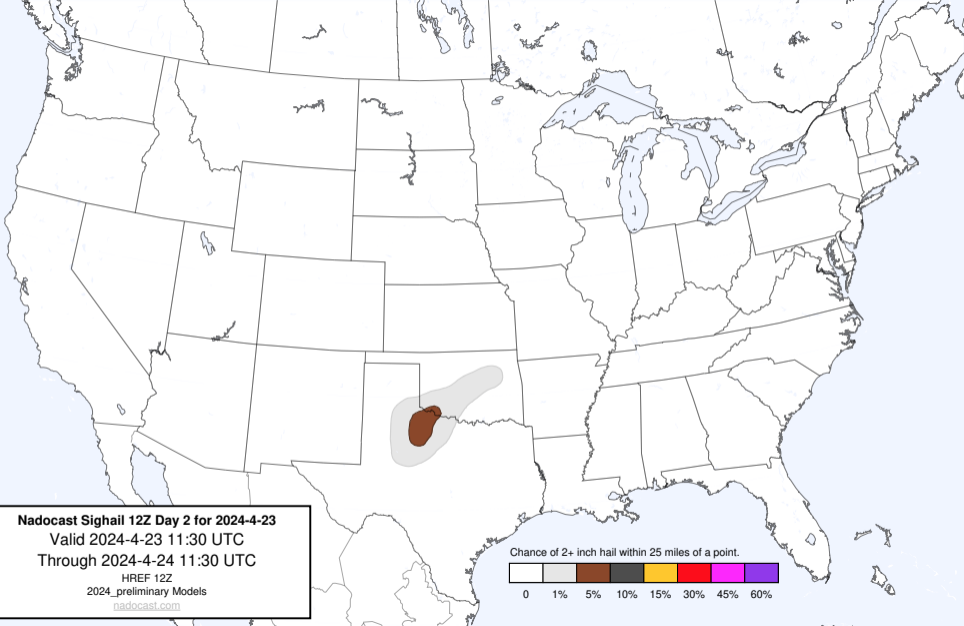 Nadocast Sighail 12Z Day 2 for 2024-4-23
Valid 2024-4-23 11:30 UTC
Through 2024-4-24 11:30 UTC
HREF 12Z
2024_preliminary Models
nadocast.com
Chance of 2+ inch hail within 25 miles of a point.
0 1% 5% 10% 15% 30% 45% 60%